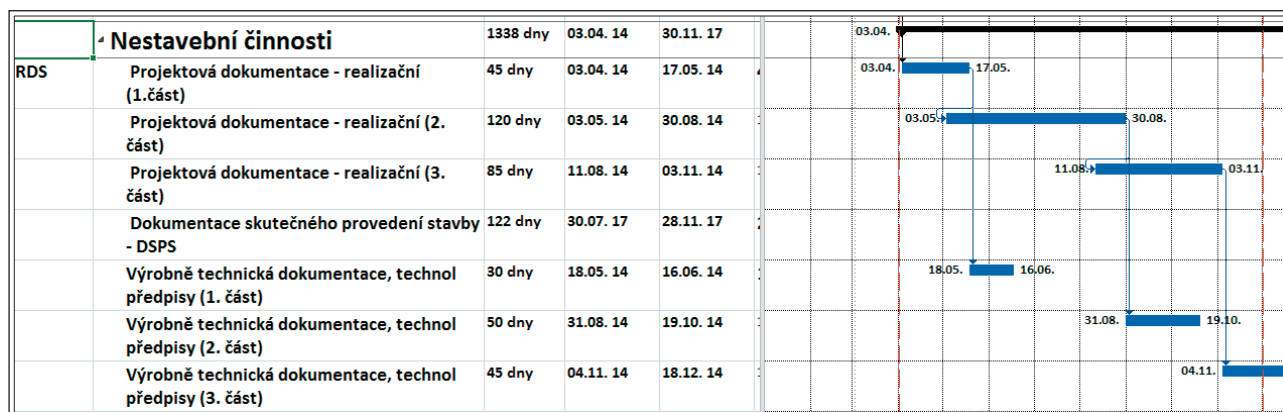 Nestavební činnosti 1338 dny 03.04. 14 30.11. 17 03.04.
RDS Projektová dokumentace - realizační 45 dny 03.04. 14 17.05. 14 03.04. 17.05.
(1.část)
Projektová dokumentace - realizační (2. 120 dny 03.05. 14 30.08. 14 03.05. 30.08.
část)
Projektová dokumentace - realizační (3. 85 dny 11.08. 14 03.11. 14 11.08. 03.11.
část)
Dokumentace skutečného provedení stavby 122 dny 30.07. 17 28.11. 17
- DSPS
Výrobně technická dokumentace, technol 30 dny 18.05. 14 16.06. 14 18.05. 16.06.
předpisy (1. část)
Výrobně technická dokumentace, technol 50 dny 31.08. 14 19.10. 14 31.08. 19.10.
předpisy (2. část)
Výrobně technická dokumentace, technol 45 dny 04.11. 14 18.12. 14 04.11.
předpisy (3. část)